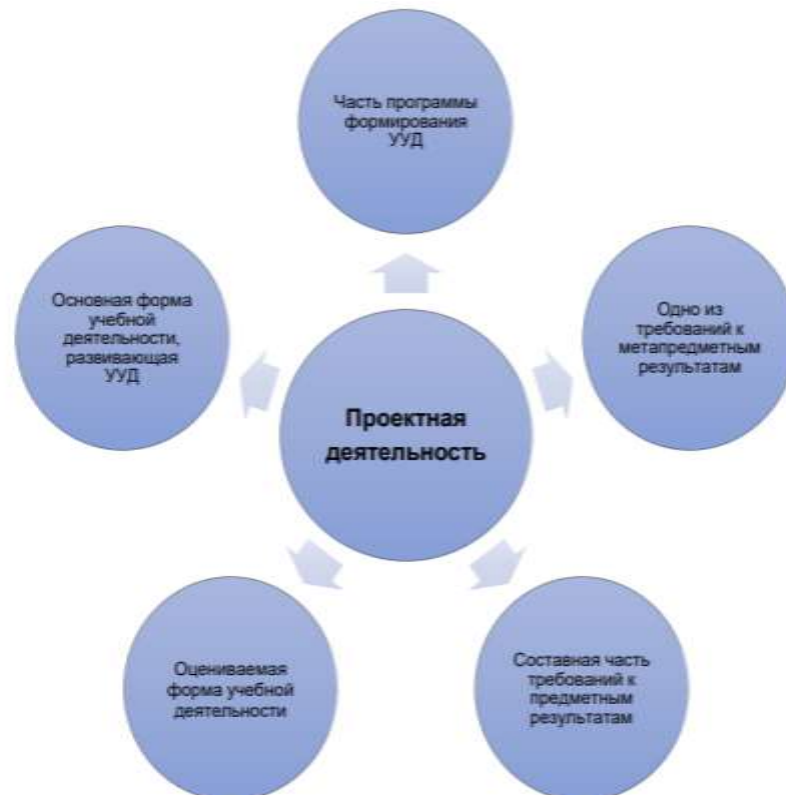 Часть программы
формирования
УУД
Основная форма
учебной
деятельности,
развивающая
УУД
Одно из
требований к
метапредметным
результатам
Проектная
деятельность
Оцениваемая
форма учебной
деятельности
Составная часть
требований к
предметным
результатам